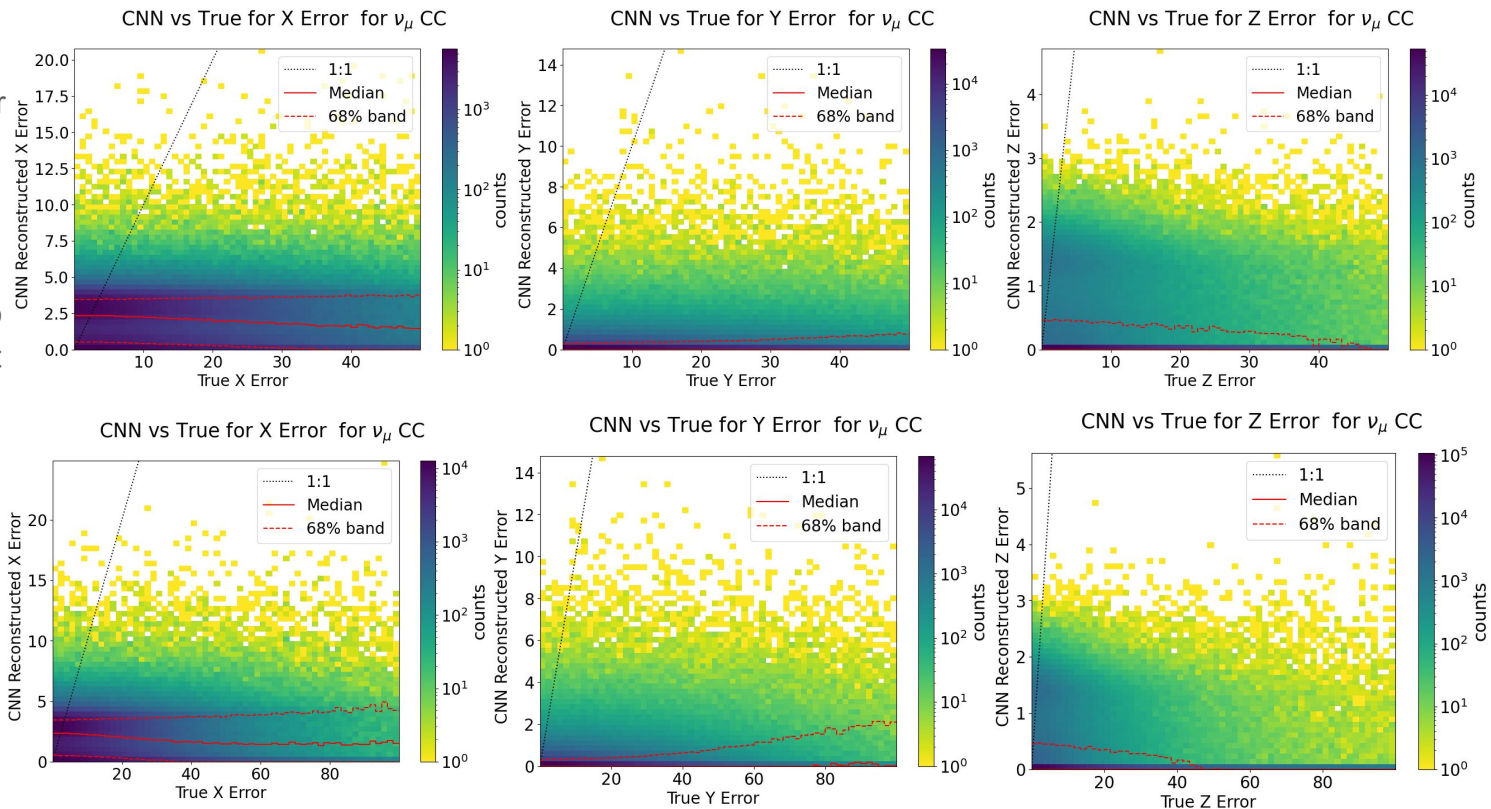 CNN vs True for X Error for νμ CC
20.0
17.5
15.0
12.5
10.0
7.5
5.0
2.5
0.0
10
20
30
40
CNN Reconstructed X Error
True X Error
1:1
Median
68% band
10³
10²
10¹
10⁰
counts
CNN vs True for Y Error for νμ CC
14
12
10
8
6
4
2
0
10
20
30
40
CNN Reconstructed Y Error
True Y Error
1:1
Median
68% band
10⁴
10³
10²
10¹
10⁰
counts
CNN vs True for Z Error for νμ CC
4
3
2
1
0
10
20
30
40
CNN Reconstructed Z Error
True Z Error
1:1
Median
68% band
10⁴
10³
10²
10¹
10⁰
counts
CNN vs True for X Error for νμ CC
20
15
10
5
0
20
40
60
80
CNN Reconstructed X Error
True X Error
1:1
Median
68% band
10⁴
10³
10²
10¹
10⁰
counts
CNN vs True for Y Error for νμ CC
14
12
10
8
6
4
2
0
20
40
60
80
CNN Reconstructed Y Error
True Y Error
1:1
Median
68% band
10⁴
10³
10²
10¹
10⁰
counts
CNN vs True for Z Error for νμ CC
5
4
3
2
1
0
20
40
60
80
CNN Reconstructed Z Error
True Z Error
1:1
Median
68% band
10⁵
10⁴
10³
10²
10¹
10⁰
counts